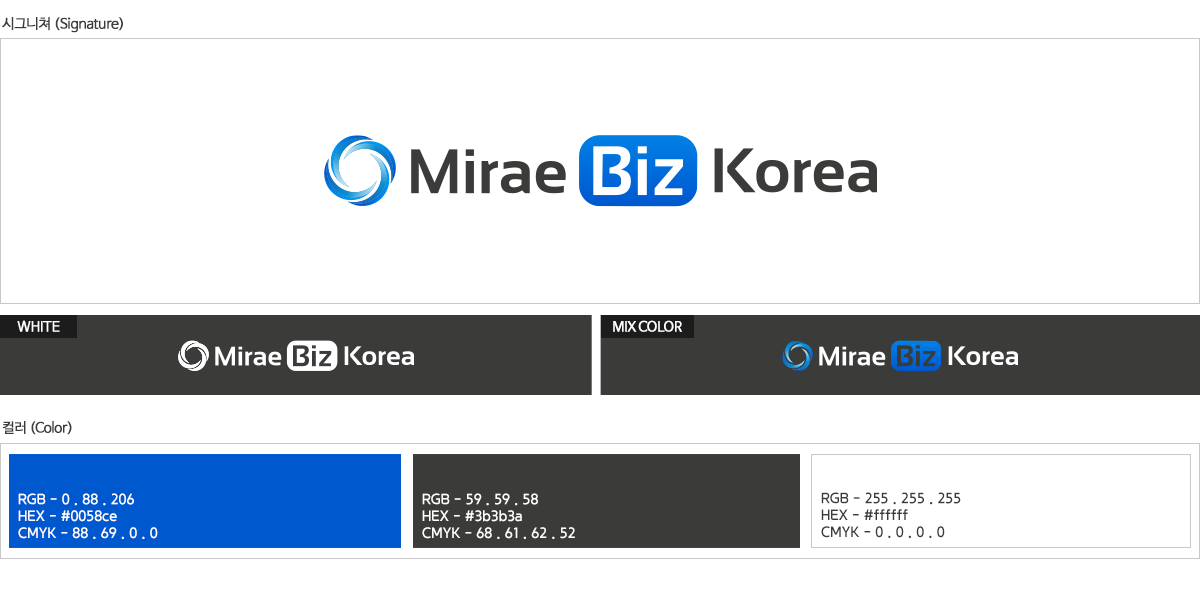 시그니쳐 (Signature)
Mirae Biz Korea
WHITE
Mirae Biz Korea
MIX COLOR
Mirae Biz Korea
컬러 (Color)
RGB - 0 . 88 . 206
HEX - #0058ce
CMYK - 88 . 69 . 0 . 0
RGB - 59 . 59 . 58
HEX - #3b3b3a
CMYK - 68 . 61 . 62 . 52
RGB - 255 . 255 . 255
HEX - #ffffff
CMYK - 0 . 0 . 0 . 0